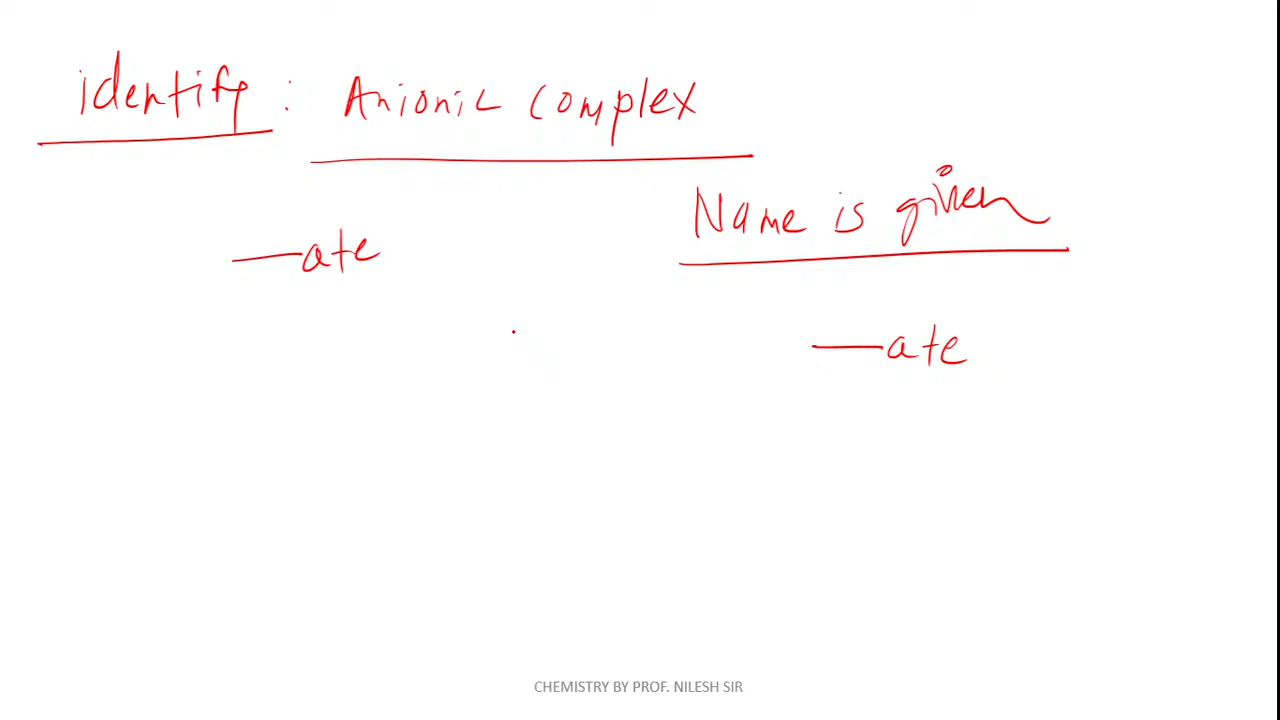 identify : Anionic complex
Name is given
—ate
—ate
CHEMISTRY BY PROF. NILESH SIR